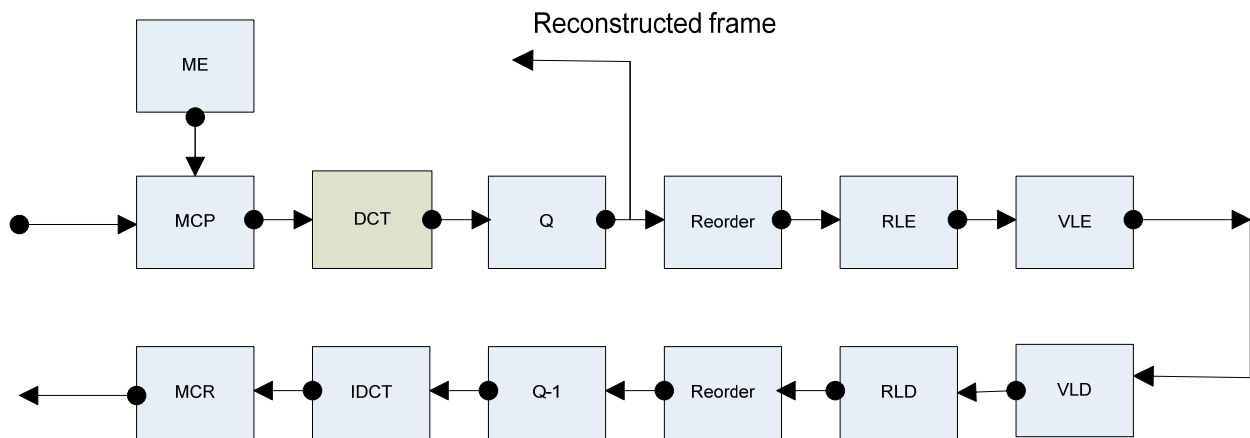 Reconstructed frame
ME
MCP
DCT
Q
Reorder
RLE
VLE
MCR
IDCT
Q-1
Reorder
RLD
VLD